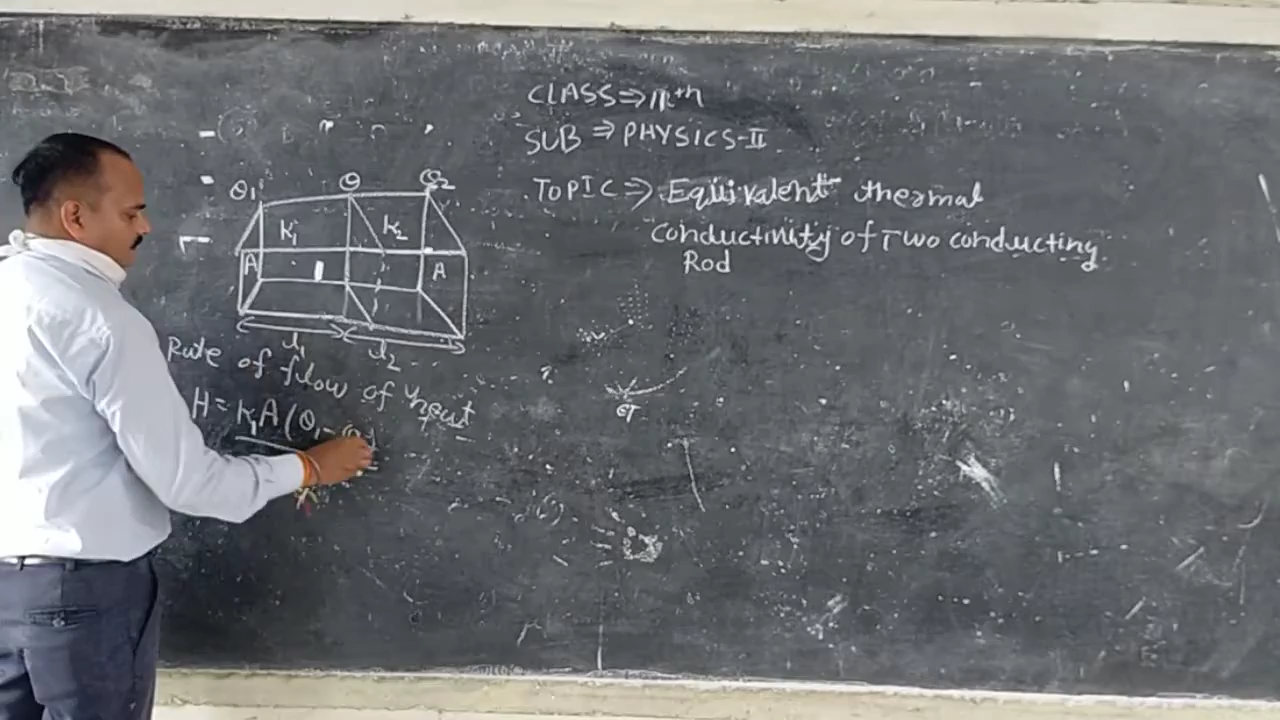 CLASS ⇒ 11th
SUB ⇒ PHYSICS-II
TOPIC ⇒ Equivalent thermal
conductivity of Two conducting
Rod
θ₁ θ θ₂
K₁ K₂
A A
l₁ l₂
Rate of flow of heat
H = K₁A(θ₁-